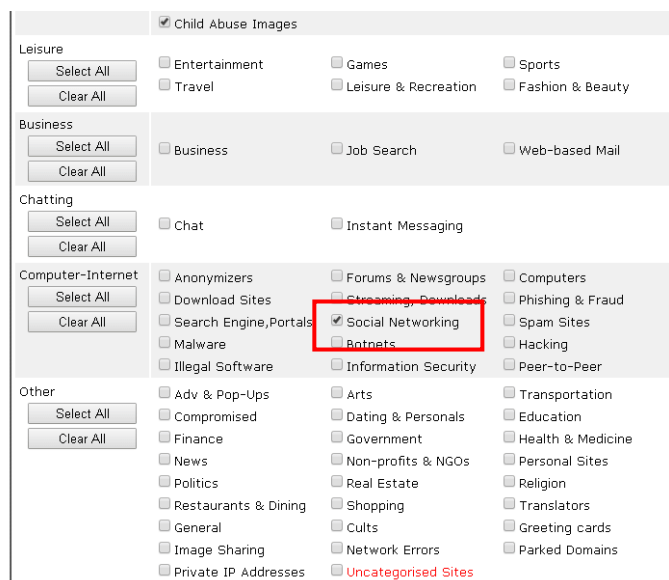 Child Abuse Images
Leisure
Select All
Clear All
Entertainment Games Sports
Travel Leisure & Recreation Fashion & Beauty
Business
Select All
Clear All
Business Job Search Web-based Mail
Chatting
Select All
Clear All
Chat Instant Messaging
Computer-Internet
Select All
Clear All
Anonymizers Forums & Newsgroups Computers
Download Sites Streaming, Downloads Phishing & Fraud
Search Engine,Portals Social Networking Spam Sites
Malware Botnets Hacking
Illegal Software Information Security Peer-to-Peer
Other
Select All
Clear All
Adv & Pop-Ups Arts Transportation
Compromised Dating & Personals Education
Finance Government Health & Medicine
News Non-profits & NGOs Personal Sites
Politics Real Estate Religion
Restaurants & Dining Shopping Translators
General Cults Greeting cards
Image Sharing Network Errors Parked Domains
Private IP Addresses Uncategorised Sites